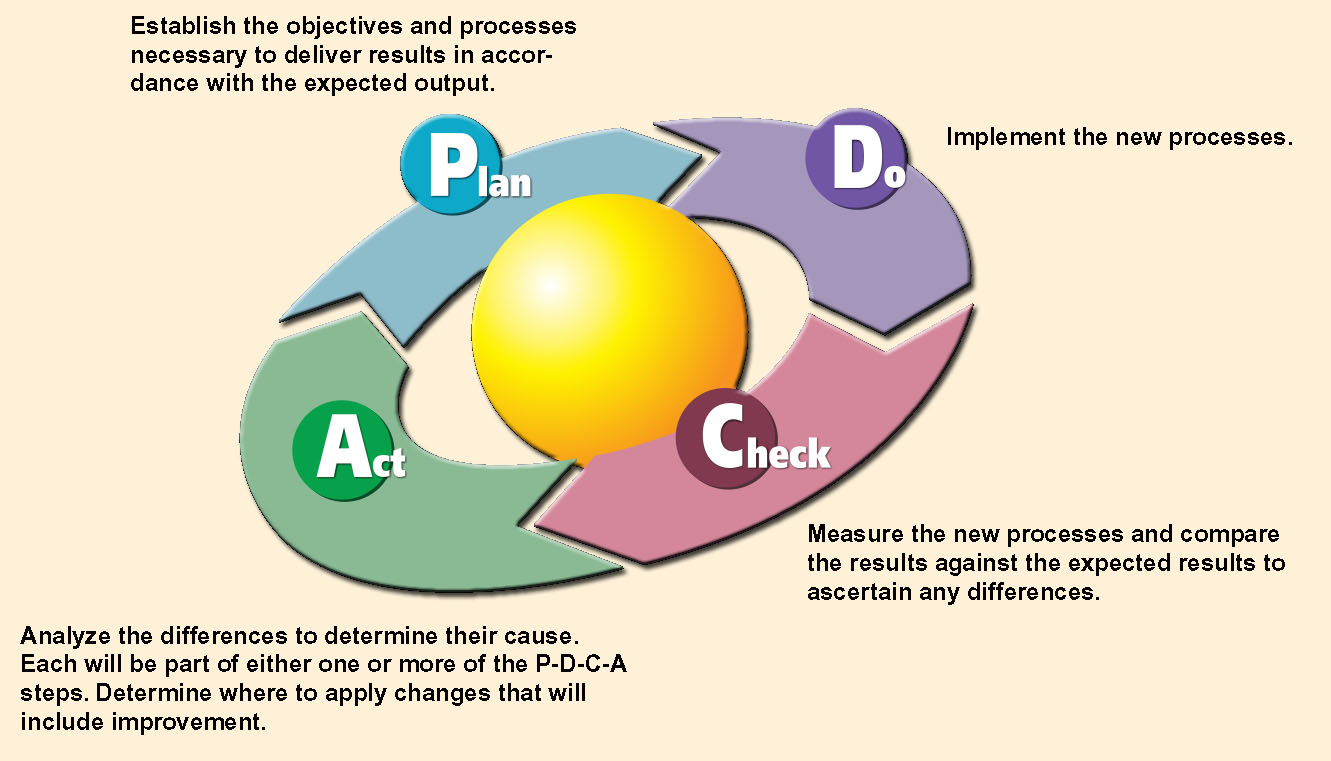 Establish the objectives and processes
necessary to deliver results in accor-
dance with the expected output.
Plan
Do
Implement the new processes.
Act
Check
Measure the new processes and compare
the results against the expected results to
ascertain any differences.
Analyze the differences to determine their cause.
Each will be part of either one or more of the P-D-C-A
steps. Determine where to apply changes that will
include improvement.